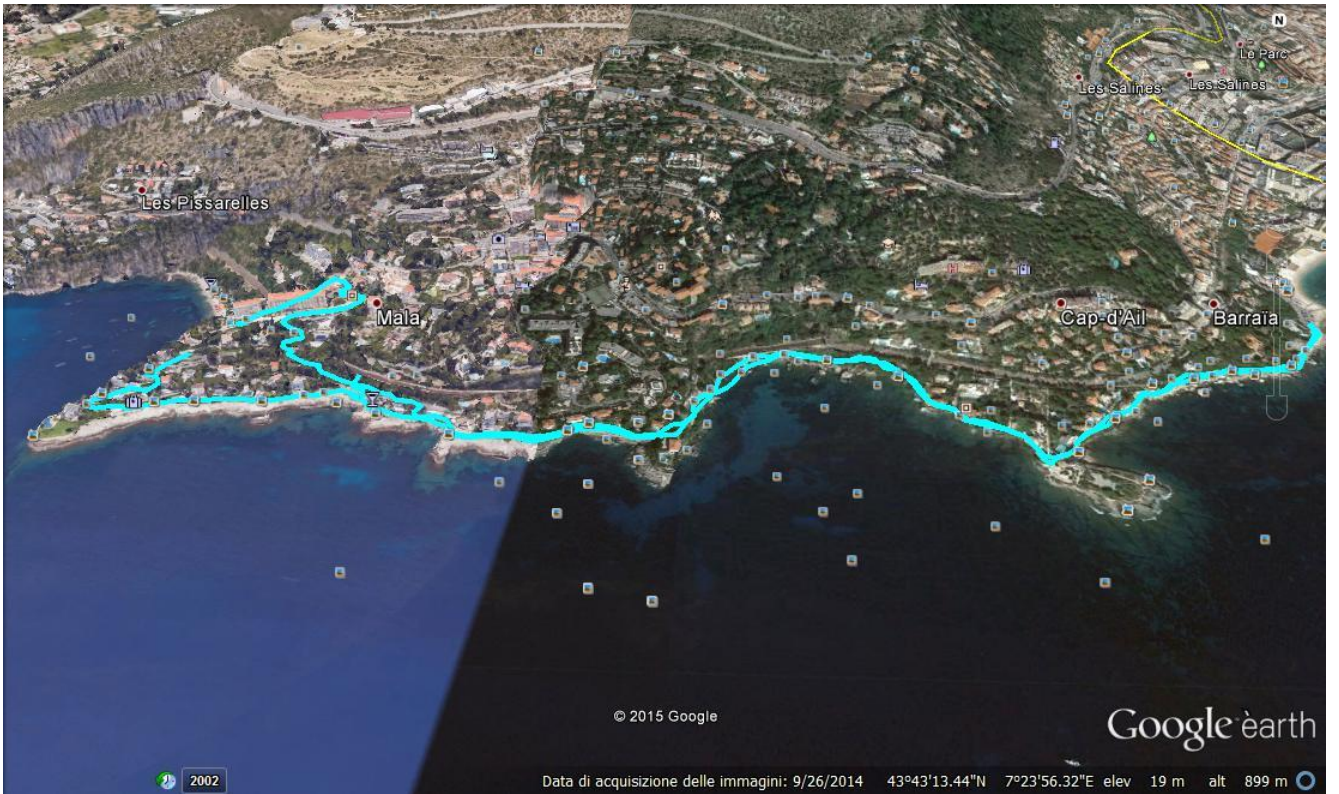 N
Le Parc
Les Salines
Les Salines
Les Pissarelles
Mala
Cap-d'Ail
Barraïa
© 2015 Google
Google earth
2002
Data di acquisizione delle immagini: 9/26/2014 43°43'13.44"N 7°23'56.32"E elev 19 m alt 899 m